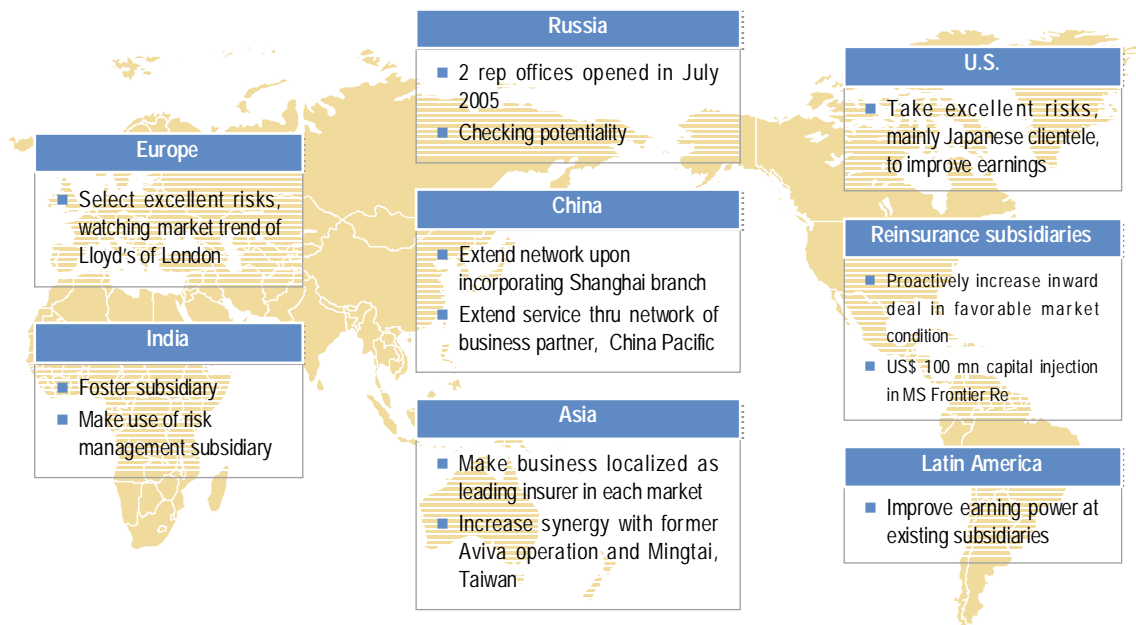 Russia
■ 2 rep offices opened in July
2005
■ Checking potentiality
U.S.
■ Take excellent risks,
mainly Japanese clientele,
to improve earnings
Europe
■ Select excellent risks,
watching market trend of
Lloyd's of London
China
■ Extend network upon
incorporating Shanghai branch
■ Extend service thru network of
business partner, China Pacific
Reinsurance subsidiaries
■ Proactively increase inward
deal in favorable market
condition
■ US$ 100 mn capital injection
in MS Frontier Re
India
■ Foster subsidiary
■ Make use of risk
management subsidiary
Asia
■ Make business localized as
leading insurer in each market
■ Increase synergy with former
Aviva operation and Mingtai,
Taiwan
Latin America
■ Improve earning power at
existing subsidiaries